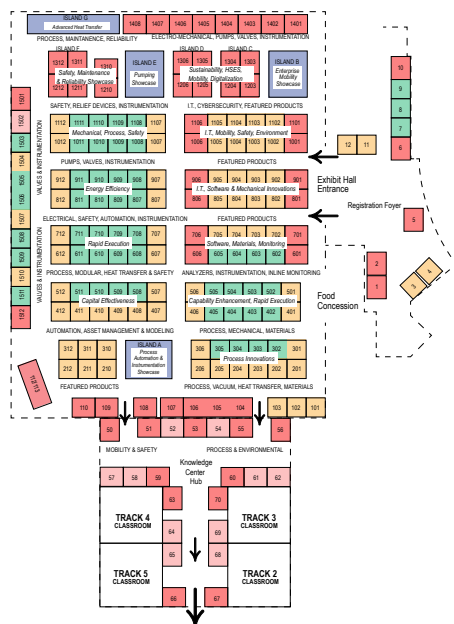 ISLAND G
Advanced Heat Transfer
1408 1407 1406 1405 1404 1403 1402 1401
PROCESS, MAINTENANCE, RELIABILITY
ELECTRO-MECHANICAL, PUMPS, VALVES, INSTRUMENTATION
ISLAND F
ISLAND E
ISLAND D
ISLAND C
ISLAND B
1312 1311 1310
1306 1305 1304 1303
Safety, Maintenance & Reliability Showcase
Pumping Showcase
Sustainability, HSES, Mobility, Digitalization
Enterprise Mobility Showcase
1212 1211 1210
1206 1205 1204 1203
SAFETY, RELIEF DEVICES, INSTRUMENTATION
I.T., CYBERSECURITY, FEATURED PRODUCTS
1112 1111 1110 1109 1108 1107
1106 1105 1104 1103 1102 1101
Mechanical, Process, Safety
I.T, Mobility, Safety, Environment
1012 1011 1010 1009 1008 1007
1006 1005 1004 1003 1002 1001
PUMPS, VALVES, INSTRUMENTATION
FEATURED PRODUCTS
912 911 910 909 908 907
906 905 904 903 902 901
Energy Efficiency
I.T., Software & Mechanical Innovations
812 811 810 809 808 807
806 805 804 803 802 801
ELECTRICAL, SAFETY, AUTOMATION, INSTRUMENTATION
FEATURED PRODUCTS
712 711 710 709 708 707
706 705 704 703 702 701
Rapid Execution
Software, Materials, Monitoring
612 611 610 609 608 607
606 605 604 603 602 601
PROCESS, MODULAR, HEAT TRANSFER & SAFETY
ANALYZERS, INSTRUMENTATION, INLINE MONITORING
512 511 510 509 508 507
506 505 504 503 502 501
Capital Effectiveness
Capability Enhancement, Rapid Execution
412 411 410 409 408 407
406 405 404 403 402 401
AUTOMATION, ASSET MANAGEMENT & MODELING
PROCESS, MECHANICAL, MATERIALS
312 311 310
ISLAND A
Process Automation & Instrumentation Showcase
306 305 304 303 302 301
Process Innovations
212 211 210
206 205 204 203 202 201
FEATURED PRODUCTS
PROCESS, VACUUM, HEAT TRANSFER, MATERIALS
VALVES & INSTRUMENTATION
VALVES & INSTRUMENTATION
1501
1502
1503
1504
1505
1506
1507
1508
1509
1510
1511
1512
112/113
110 109 108 107 106 105 104 103 102 101
50 51 52 53 54 55 56
MOBILITY & SAFETY
PROCESS & ENVIRONMENTAL
Knowledge
Center
Hub
57 58 59
60 61 62
63 70
TRACK 4
CLASSROOM
TRACK 3
CLASSROOM
64 69
65 68
TRACK 5
CLASSROOM
TRACK 2
CLASSROOM
66 67
10
9
8
7
6
12 11
Exhibit Hall
Entrance
Registration Foyer
5
2
1
4
3
Food
Concession